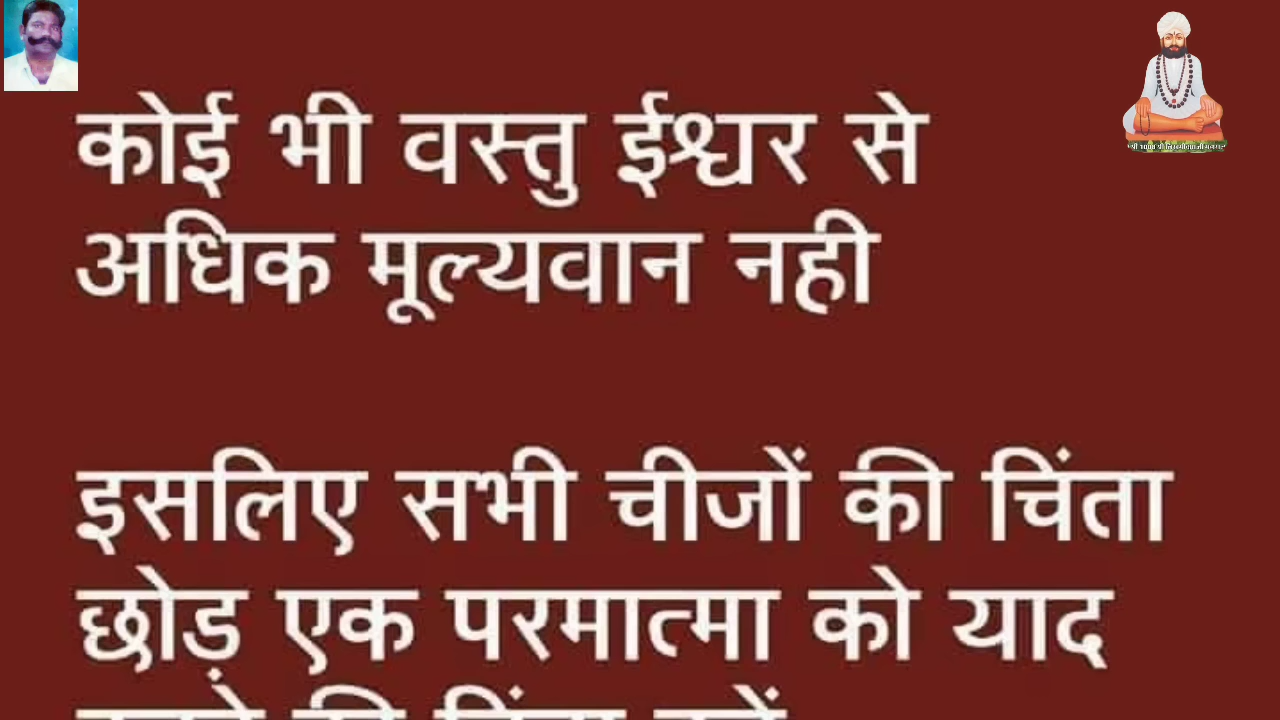 कोई भी वस्तु ईश्वर से
अधिक मूल्यवान नही
इसलिए सभी चीजों की चिंता
छोड़ एक परमात्मा को याद